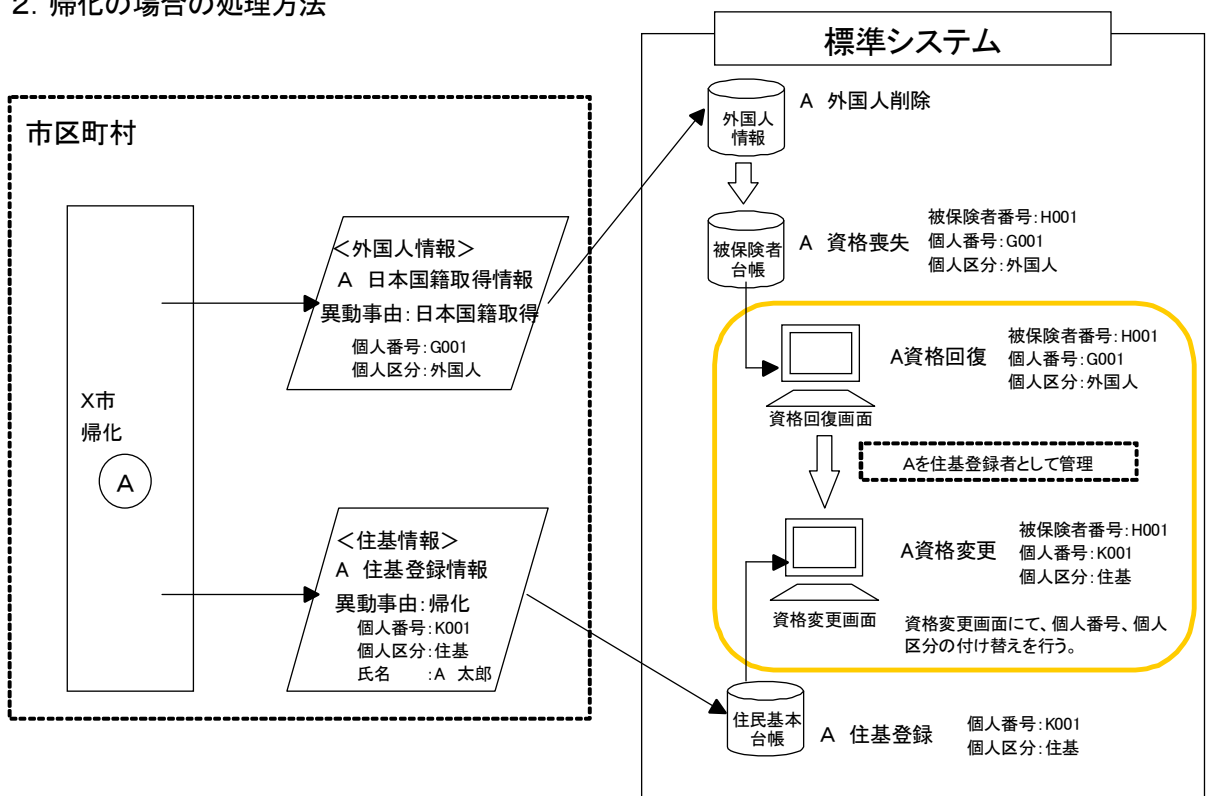 ２．帰化の場合の処理方法
標準システム
市区町村
X市
帰化
A
＜外国人情報＞
A　日本国籍取得情報
異動事由：日本国籍取得
個人番号：G001
個人区分：外国人
＜住基情報＞
A　住基登録情報
異動事由：帰化
個人番号：K001
個人区分：住基
氏名　　：A　太郎
外国人
情報
A　外国人削除
被保険者
台帳
A　資格喪失
被保険者番号：H001
個人番号：G001
個人区分：外国人
資格回復画面
A資格回復
被保険者番号：H001
個人番号：G001
個人区分：外国人
Aを住基登録者として管理
資格変更画面
A資格変更
被保険者番号：H001
個人番号：K001
個人区分：住基
資格変更画面にて、個人番号、個人
区分の付け替えを行う。
住民基本
台帳
A　住基登録
個人番号：K001
個人区分：住基